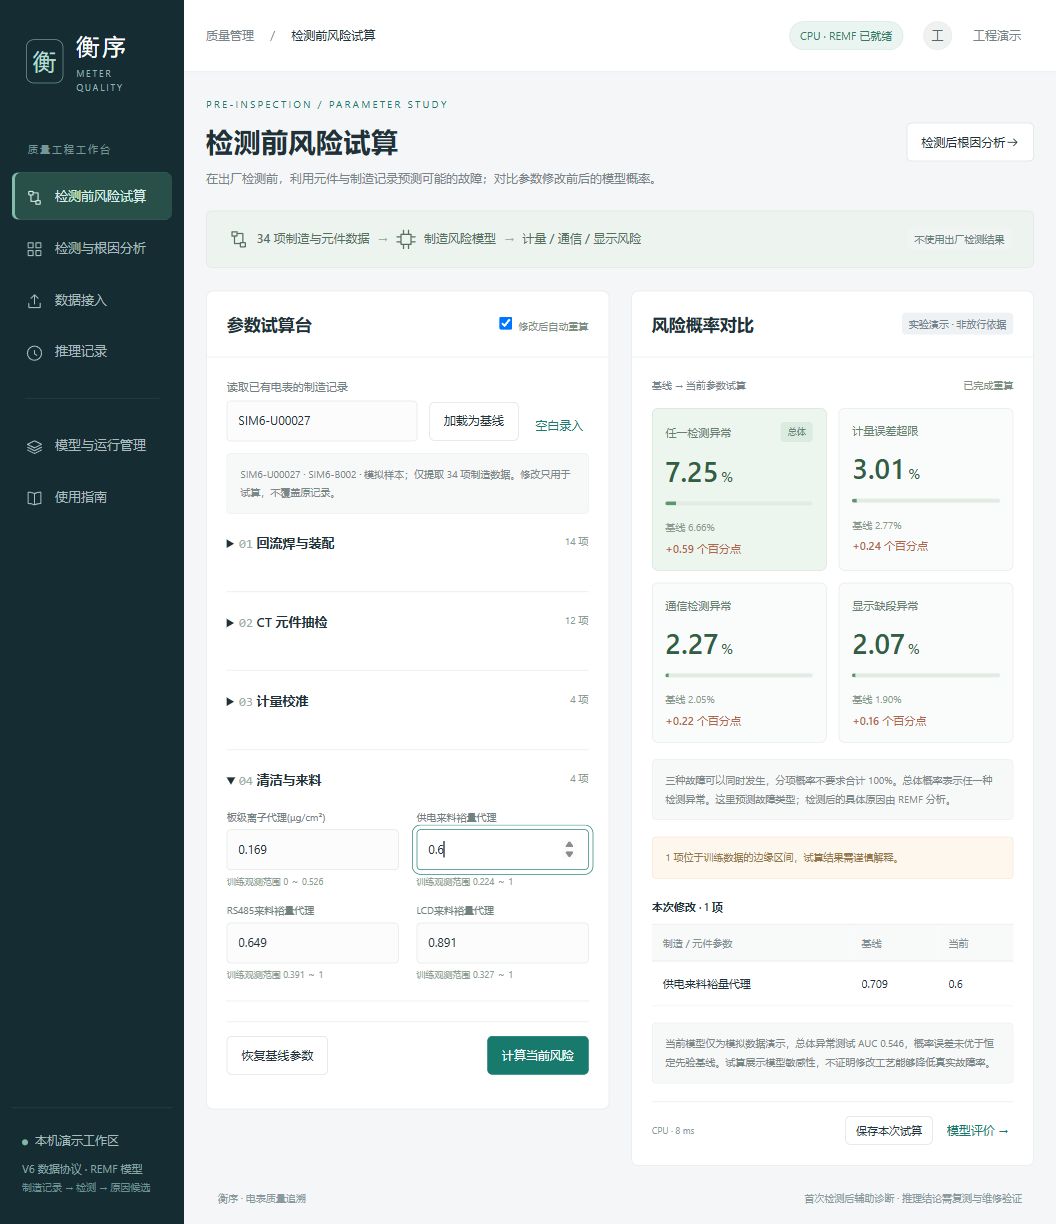 衡
衡序
METER
QUALITY
质量工程工作台
检测前风险试算
检测与根因分析
数据接入
推理记录
模型与运行管理
使用指南
本机演示工作区
V6 数据协议 · REMF 模型
制造记录 → 检测 → 原因候选
质量管理 / 检测前风险试算
CPU · REMF 已就绪
工 工程演示
PRE-INSPECTION / PARAMETER STUDY
检测前风险试算
在出厂检测前，利用元件与制造记录预测可能的故障；对比参数修改前后的模型概率。
检测后根因分析→
34 项制造与元件数据 → 制造风险模型 → 计量 / 通信 / 显示风险
不使用出厂检测结果
参数试算台
修改后自动重算
读取已有电表的制造记录
SIM6-U00027
加载为基线
空白录入
SIM6-U00027 · SIM6-B002 · 模拟样本；仅提取 34 项制造数据。修改只用于
试算，不覆盖原记录。
01 回流焊与装配 14 项
02 CT 元件抽检 12 项
03 计量校准 4 项
04 清洁与来料 4 项
板级离子代理(μg/cm²)
0.169
训练观测范围 0 ～ 0.526
供电来料裕量代理
0.6
训练观测范围 0.224 ～ 1
RS485来料裕量代理
0.649
训练观测范围 0.391 ～ 1
LCD来料裕量代理
0.891
训练观测范围 0.327 ～ 1
恢复基线参数
计算当前风险
风险概率对比
实验演示 · 非放行依据
基线 → 当前参数试算
已完成重算
任一检测异常 总体
7.25 %
基线 6.66%
+0.59 个百分点
计量误差超限
3.01 %
基线 2.77%
+0.24 个百分点
通信检测异常
2.27 %
基线 2.05%
+0.22 个百分点
显示缺段异常
2.07 %
基线 1.90%
+0.16 个百分点
三种故障可以同时发生，分项概率不要求合计 100%。总体概率表示任一种
检测异常。这里预测故障类型；检测后的具体原因由 REMF 分析。
1 项位于训练数据的边缘区间，试算结果需谨慎解释。
本次修改 · 1 项
制造 / 元件参数 基线 当前
供电来料裕量代理 0.709 0.6
当前模型仅为模拟数据演示，总体异常测试 AUC 0.546，概率误差未优于恒
定先验基线。试算展示模型敏感性，不证明修改工艺能够降低真实故障率。
CPU · 8 ms
保存本次试算
模型评价 →
衡序 · 电表质量追溯
首次检测后辅助诊断 · 推理结论需复测与维修验证